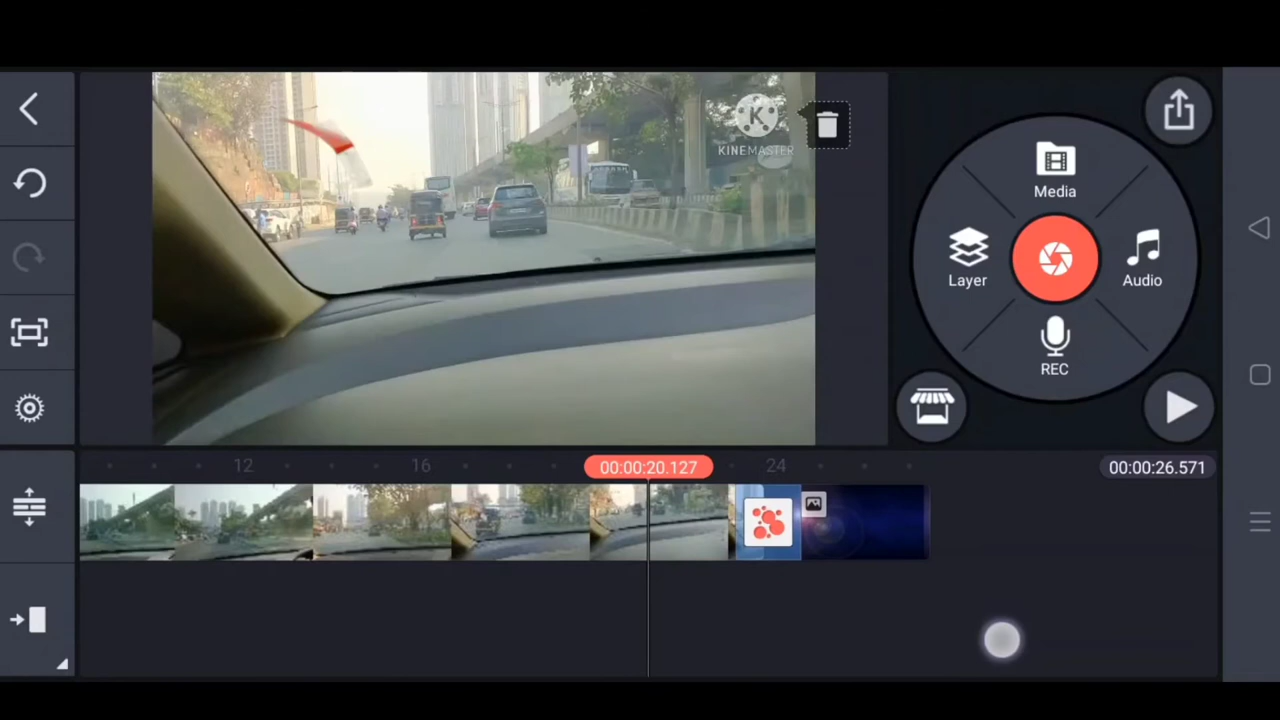 K
KINEMASTER
Media
Layer
Audio
REC
12
16
00:00:20.127
24
00:00:26.571